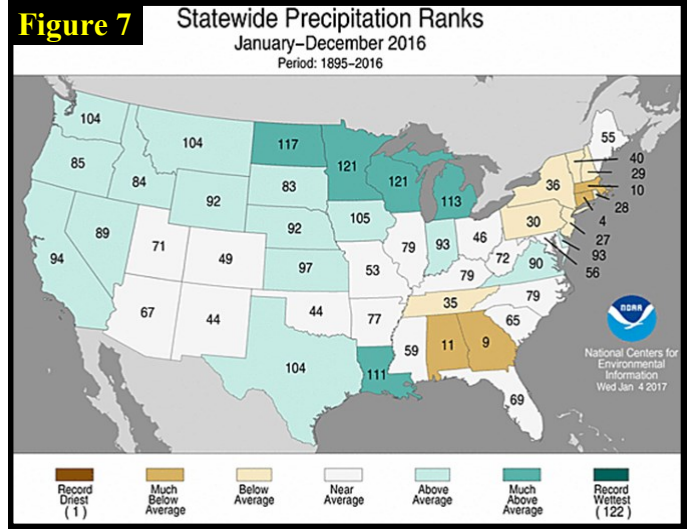 Figure 7
Statewide Precipitation Ranks
January–December 2016
Period: 1895–2016
104
104
117
121
121
113
55
40
29
10
28
4
27
93
56
85
84
92
83
36
30
94
89
71
49
92
105
79
93
46
72
90
97
53
79
79
67
44
44
77
35
65
104
111
59
11
9
69
NOAA
National Centers for
Environmental
Information
Wed Jan 4 2017
Record
Driest
(1)
Much
Below
Average
Below
Average
Near
Average
Above
Average
Much
Above
Average
Record
Wettest
(122)